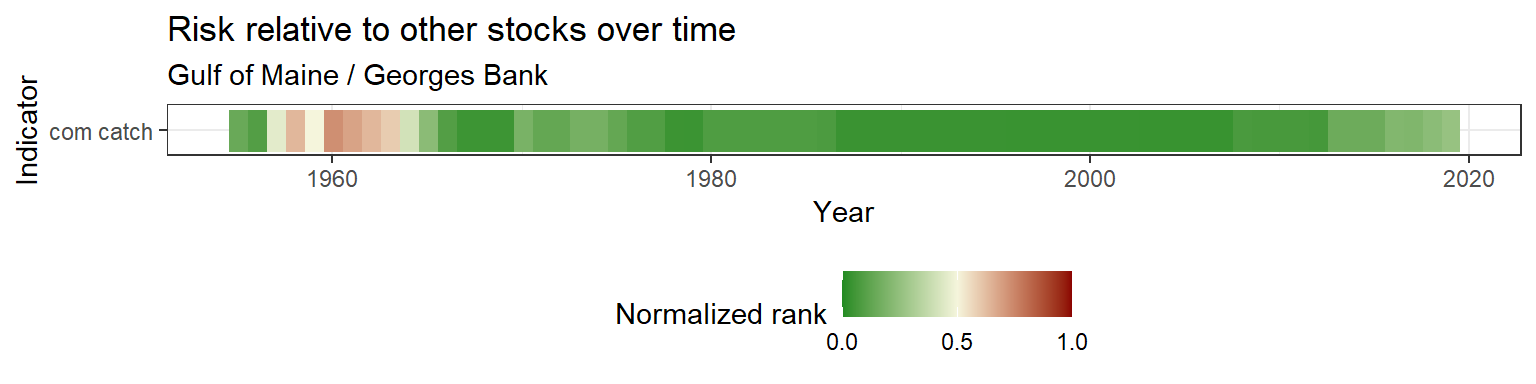 Risk relative to other stocks over time
Gulf of Maine / Georges Bank
Indicator
com catch
1960 1980 2000 2020
Year
Normalized rank
0.0 0.5 1.0